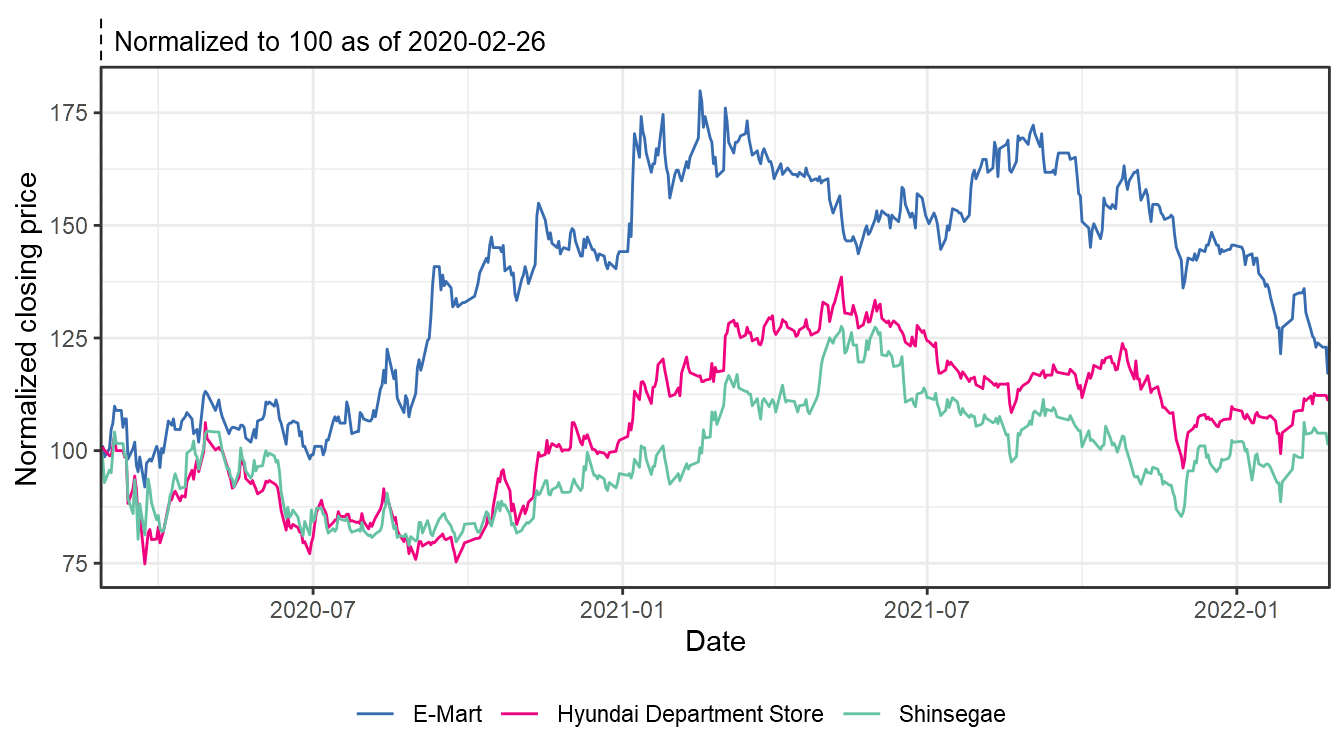 Normalized to 100 as of 2020-02-26
Normalized closing price
175
150
125
100
75
2020-07
2021-01
2021-07
2022-01
Date
E-Mart
Hyundai Department Store
Shinsegae